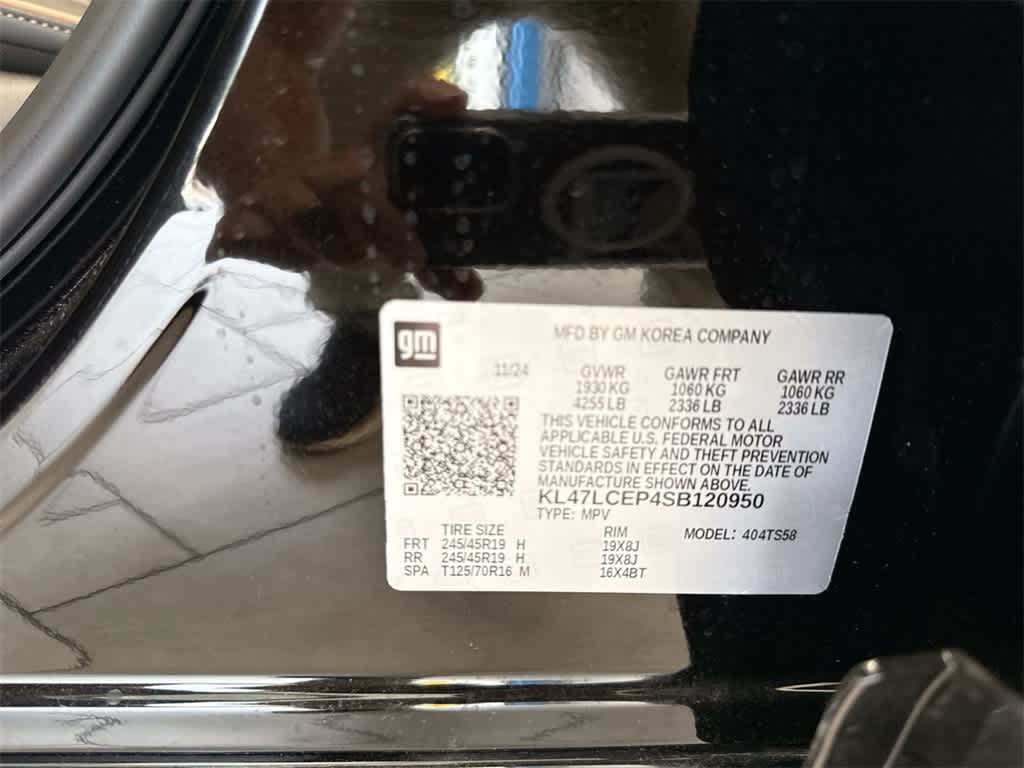 gm
MFD BY GM KOREA COMPANY
11/24
GVWR GAWR FRT GAWR RR
1930 KG 1060 KG 1060 KG
4255 LB 2336 LB 2336 LB
THIS VEHICLE CONFORMS TO ALL
APPLICABLE U.S. FEDERAL MOTOR
VEHICLE SAFETY AND THEFT PREVENTION
STANDARDS IN EFFECT ON THE DATE OF
MANUFACTURE SHOWN ABOVE.
KL47LCEP4SB120950
TYPE: MPV
TIRE SIZE RIM MODEL: 404TS58
FRT 245/45R19 H 19X8J
RR 245/45R19 H 19X8J
SPA T125/70R16 M 16X4BT